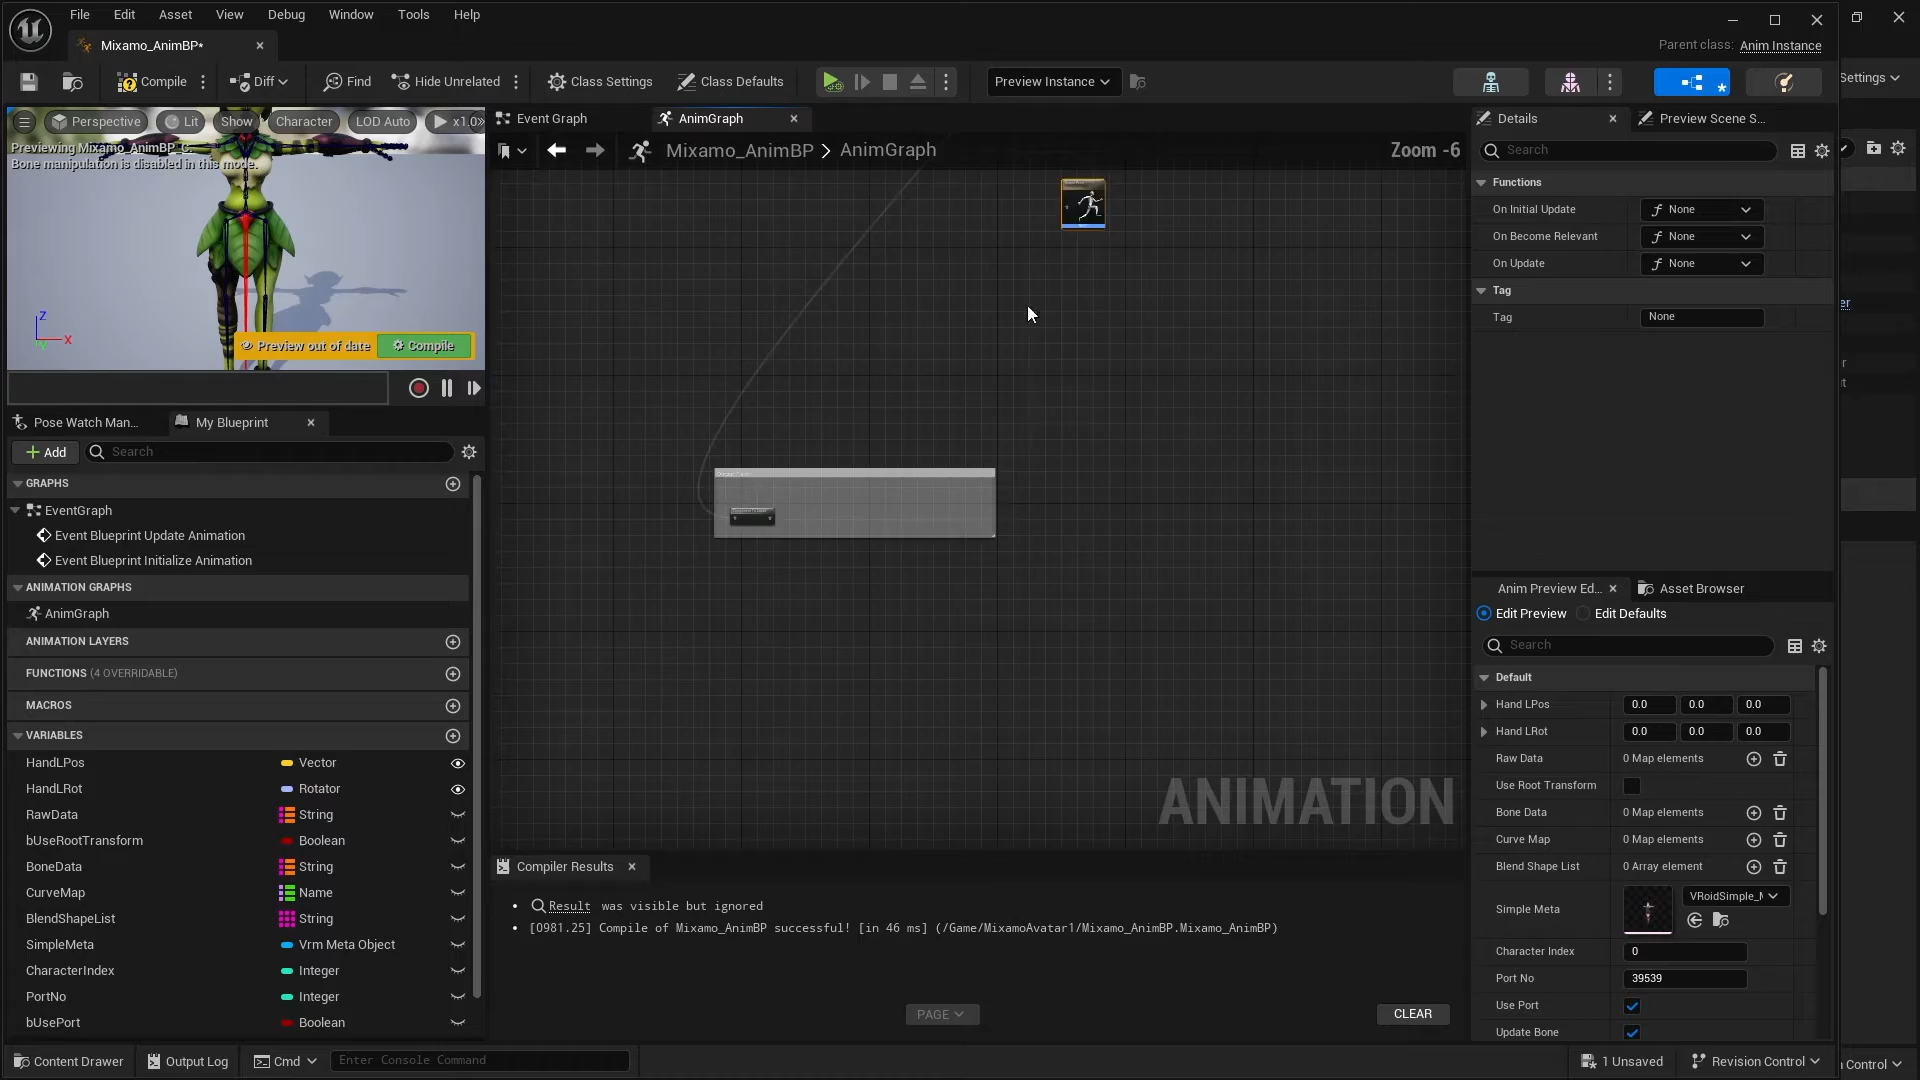 File Edit Asset View Debug Window Tools Help
Mixamo_AnimBP*
Parent class: Anim Instance
Compile Diff Find Hide Unrelated Class Settings Class Defaults Preview Instance
Settings
Perspective Lit Show Character LOD Auto x1.0
Previewing Mixamo_AnimBP_C.
Bone manipulation is disabled in this mode.
Z
X
Preview out of date Compile
Event Graph AnimGraph
Mixamo_AnimBP > AnimGraph Zoom -6
ANIMATION
Pose Watch Man... My Blueprint
Add Search
GRAPHS
EventGraph
Event Blueprint Update Animation
Event Blueprint Initialize Animation
ANIMATION GRAPHS
AnimGraph
ANIMATION LAYERS
FUNCTIONS (4 OVERRIDABLE)
MACROS
VARIABLES
HandLPos Vector
HandLRot Rotator
RawData String
bUseRootTransform Boolean
BoneData String
CurveMap Name
BlendShapeList String
SimpleMeta Vrm Meta Object
CharacterIndex Integer
PortNo Integer
bUsePort Boolean
Compiler Results
• Result was visible but ignored
• [0981.25] Compile of Mixamo_AnimBP successful! [in 46 ms] (/Game/MixamoAvatar1/Mixamo_AnimBP.Mixamo_AnimBP)
PAGE CLEAR
Details Preview Scene S...
Search
Functions
On Initial Update None
On Become Relevant None
On Update None
Tag
Tag None
Anim Preview Ed... Asset Browser
Edit Preview Edit Defaults
Search
Default
Hand LPos 0.0 0.0 0.0
Hand LRot 0.0 0.0 0.0
Raw Data 0 Map elements
Use Root Transform
Bone Data 0 Map elements
Curve Map 0 Map elements
Blend Shape List 0 Array element
Simple Meta VRoidSimple_
Character Index 0
Port No 39539
Use Port
Update Bone
Content Drawer Output Log Cmd Enter Console Command 1 Unsaved Revision Control
Control